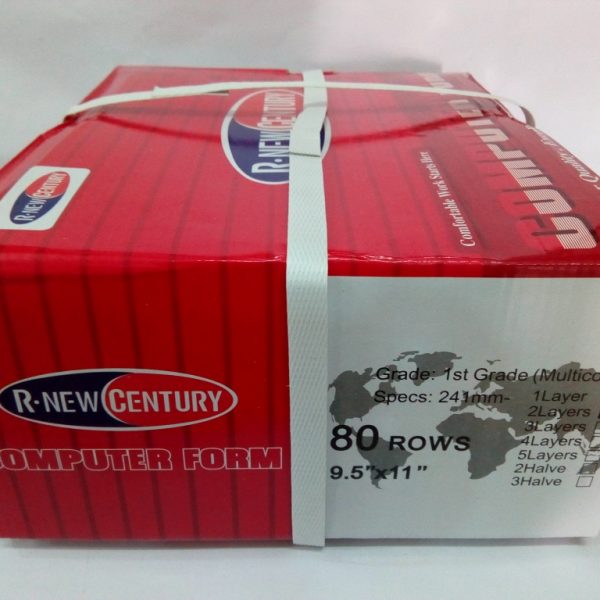 R·NEW CENTURY
R·NEW CENTURY
Comfortable Work Starts Here
R·NEW CENTURY
COMPUTER FORM
Grade: 1st Grade
Specs: 241mm- 1Layer
2Layers
3Layers
4Layers
5Layers
2Halve
3Halve
80 ROWS
9.5"x11"